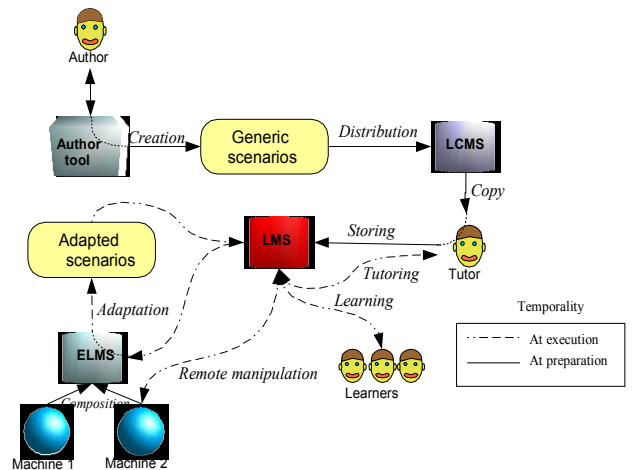 Author
Author
tool
Creation
Generic
scenarios
Distribution
LCMS
Copy
Adapted
scenarios
LMS
Storing
Tutor
Tutoring
Learning
Adaptation
Temporality
At execution
At preparation
ELMS
Remote manipulation
Learners
Composition
Machine 1
Machine 2